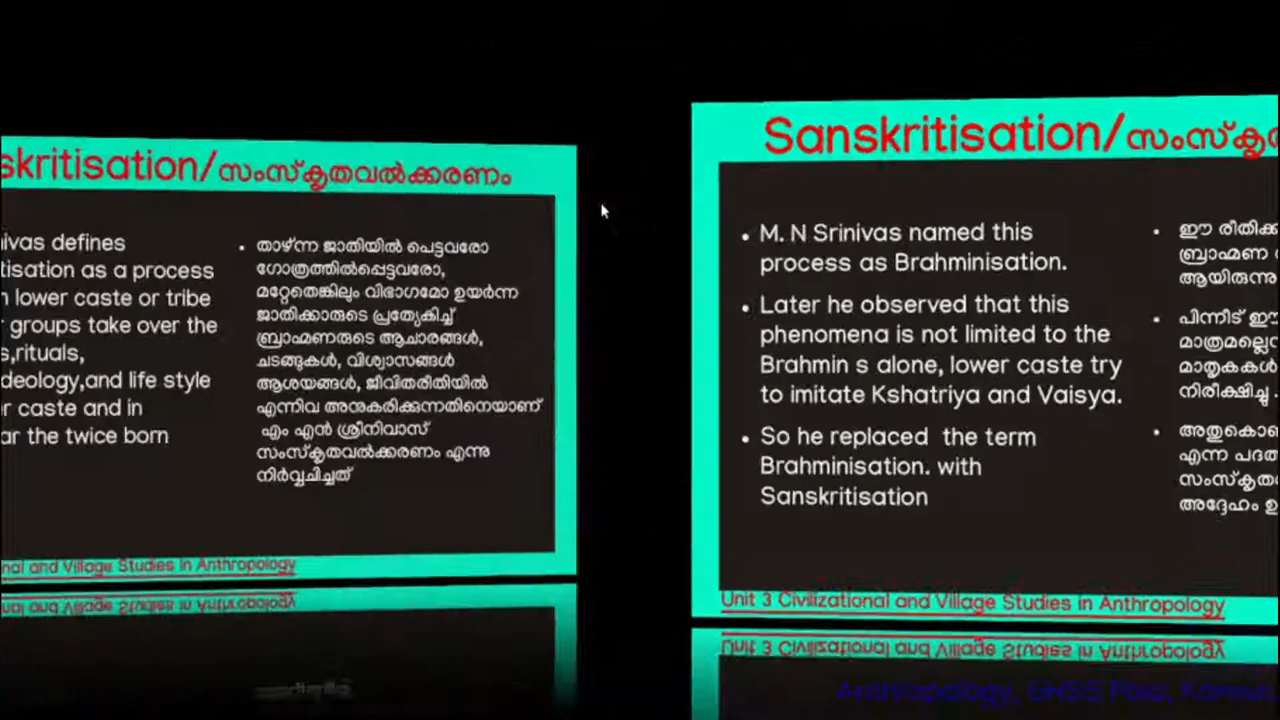 skritisation/സംസ്കൃതവൽക്കരണം
ivas defines
tisation as a process
lower caste or tribe
groups take over the
s,rituals,
deology,and life style
r caste and in
ar the twice born
• താഴ്ന്ന ജാതിയിൽ പെട്ടവരോ
ഗോത്രത്തിൽപ്പെട്ടവരോ,
മറ്റേതെങ്കിലും വിഭാഗമോ ഉയർന്ന
ജാതിക്കാരുടെ പ്രത്യേകിച്ച്
ബ്രാഹ്മണരുടെ ആചാരങ്ങൾ,
ചടങ്ങുകൾ, വിശ്വാസങ്ങൾ
ആശയങ്ങൾ, ജീവിതരീതിയിൽ
എന്നിവ അനുകരിക്കുന്നതിനെയാണ്
എം എൻ ശ്രീനിവാസ്
സംസ്കൃതവൽക്കരണം എന്നു
നിർവ്വചിച്ചത്
nal and Village Studies in Anthropology
Sanskritisation/സംസ്കൃ
• M. N Srinivas named this
process as Brahminisation.
• Later he observed that this
phenomena is not limited to the
Brahmin s alone, lower caste try
to imitate Kshatriya and Vaisya.
• So he replaced the term
Brahminisation. with
Sanskritisation
• ഈ രീതിക്ക
ബ്രാഹ്മണ
ആയിരുന്നു
• പിന്നീട് ഈ
മാത്രമല്ലെ
മാതൃകകൾ
നിരീക്ഷിച്ചു .
• അതുകൊ
എന്ന പദത
സംസ്കൃത
അദ്ദേഹം ഉ
Unit 3 Civilizational and Village Studies in Anthropology
Anthropology, GHSS